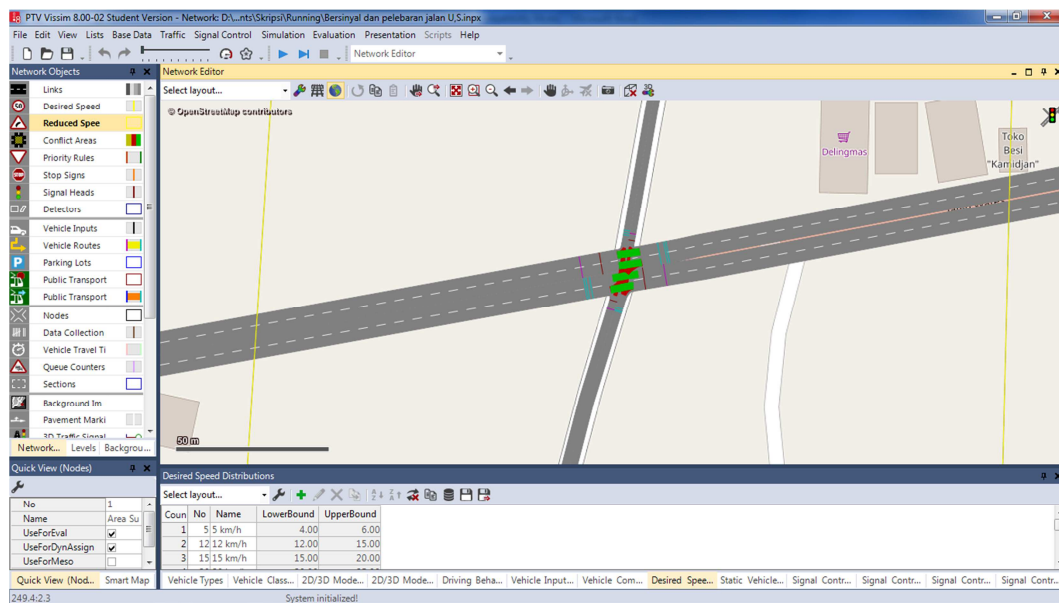 PTV Vissim 8.00-02 Student Version - Network: D:\...nts\Skripsi\Running\Bersinyal dan pelebaran jalan U,S.inpx
File Edit View Lists Base Data Traffic Signal Control Simulation Evaluation Presentation Scripts Help
Network Editor
Network Objects
Links
Desired Speed
Reduced Spee
Conflict Areas
Priority Rules
Stop Signs
Signal Heads
Detectors
Vehicle Inputs
Vehicle Routes
Parking Lots
Public Transport
Public Transport
Nodes
Data Collection
Vehicle Travel Ti
Queue Counters
Sections
Background Im
Pavement Marki
3D Traffic Signal
Network... Levels Backgrou...
Network Editor
Select layout...
© OpenStreetMap contributors
Delingmas
Toko
Besi
"Kamidjan"
50 m
Quick View (Nodes)
No 1
Name Area Su
UseForEval
UseForDynAssign
UseForMeso
Quick View (Nod... Smart Map
Desired Speed Distributions
Select layout...
Coun No Name LowerBound UpperBound
1 5 5 km/h 4.00 6.00
2 12 12 km/h 12.00 15.00
3 15 15 km/h 15.00 20.00
Vehicle Types Vehicle Class... 2D/3D Mode... 2D/3D Mode... Driving Beha... Vehicle Input... Vehicle Com... Desired Spee... Static Vehicle... Signal Contr... Signal Contr... Signal Contr... Signal Contr...
249.4:2.3 System initialized!